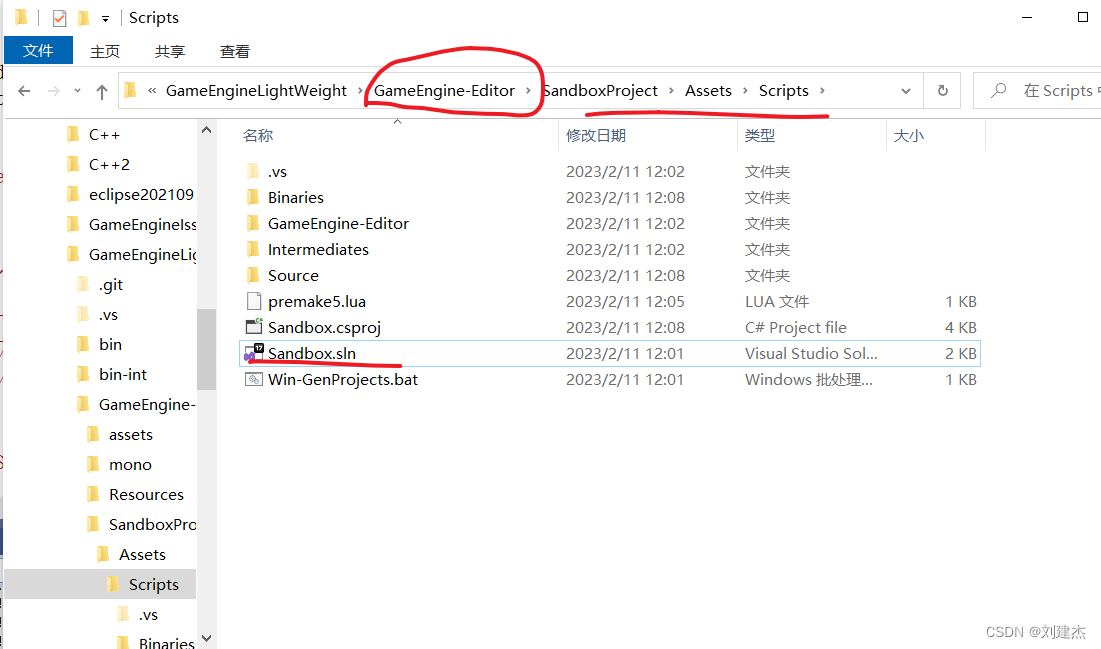 Scripts
文件 主页 共享 查看
« GameEngineLightWeight › GameEngine-Editor › SandboxProject › Assets › Scripts ›
在 Scripts
名称 修改日期 类型 大小
C++
C++2
eclipse202109
GameEngineIss
GameEngineLig
.git
.vs
bin
bin-int
GameEngine-
assets
mono
Resources
SandboxPro
Assets
Scripts
.vs
Binaries
.vs 2023/2/11 12:02 文件夹
Binaries 2023/2/11 12:08 文件夹
GameEngine-Editor 2023/2/11 12:02 文件夹
Intermediates 2023/2/11 12:02 文件夹
Source 2023/2/11 12:08 文件夹
premake5.lua 2023/2/11 12:05 LUA 文件 1 KB
Sandbox.csproj 2023/2/11 12:08 C# Project file 4 KB
Sandbox.sln 2023/2/11 12:01 Visual Studio Sol... 2 KB
Win-GenProjects.bat 2023/2/11 12:01 Windows 批处理... 1 KB
CSDN @刘建杰